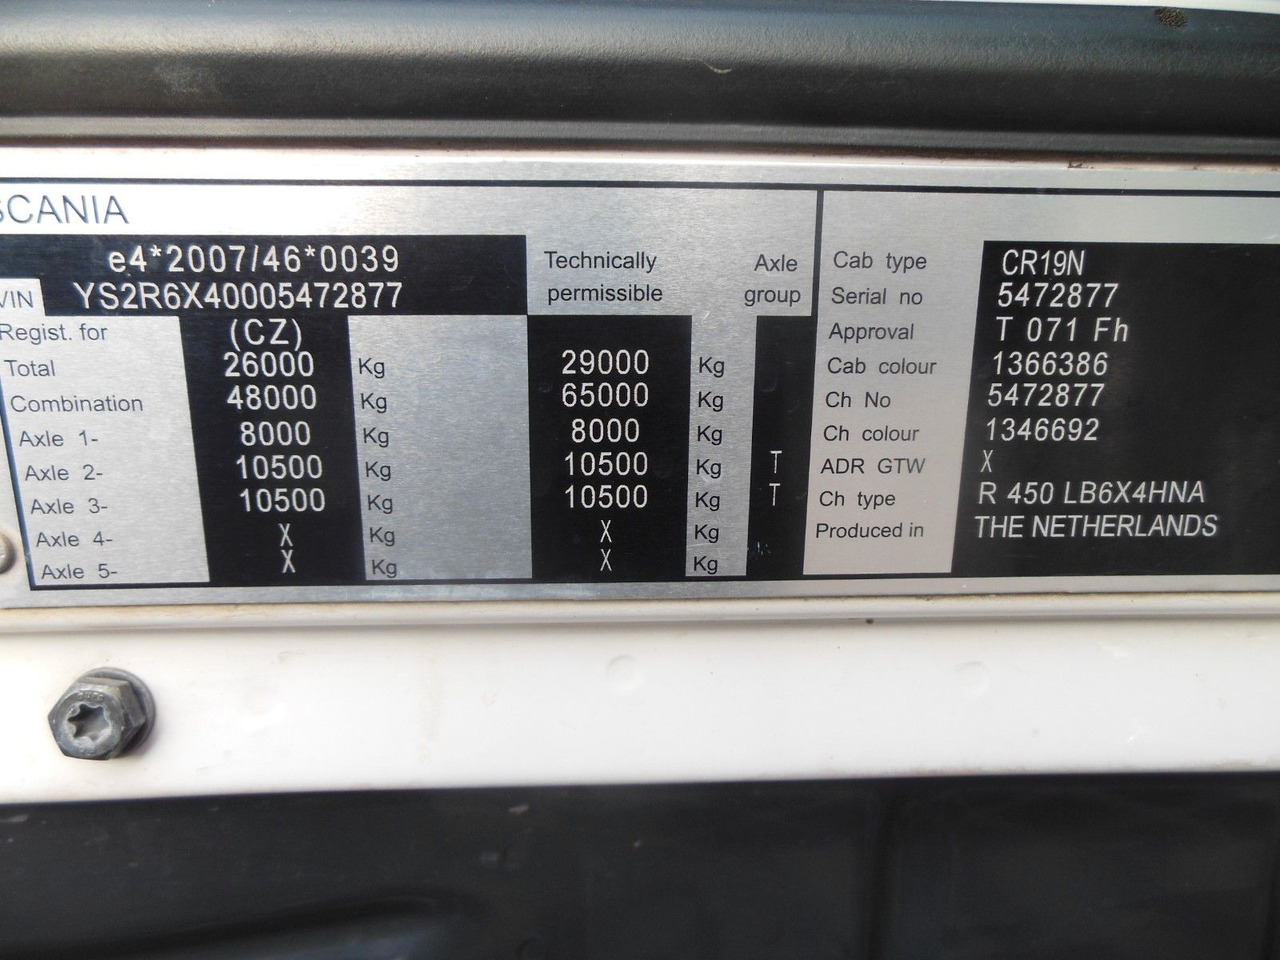 SCANIA
e4*2007/46*0039
VIN YS2R6X40005472877
Technically permissible
Axle group
Regist. for (CZ)
Total 26000 Kg 29000 Kg
Combination 48000 Kg 65000 Kg
Axle 1- 8000 Kg 8000 Kg
Axle 2- 10500 Kg 10500 Kg T
Axle 3- 10500 Kg 10500 Kg T
Axle 4- X Kg X Kg
Axle 5- X Kg X Kg
Cab type CR19N
Serial no 5472877
Approval T 071 Fh
Cab colour 1366386
Ch No 5472877
Ch colour 1346692
ADR GTW X
Ch type R 450 LB6X4HNA
Produced in THE NETHERLANDS